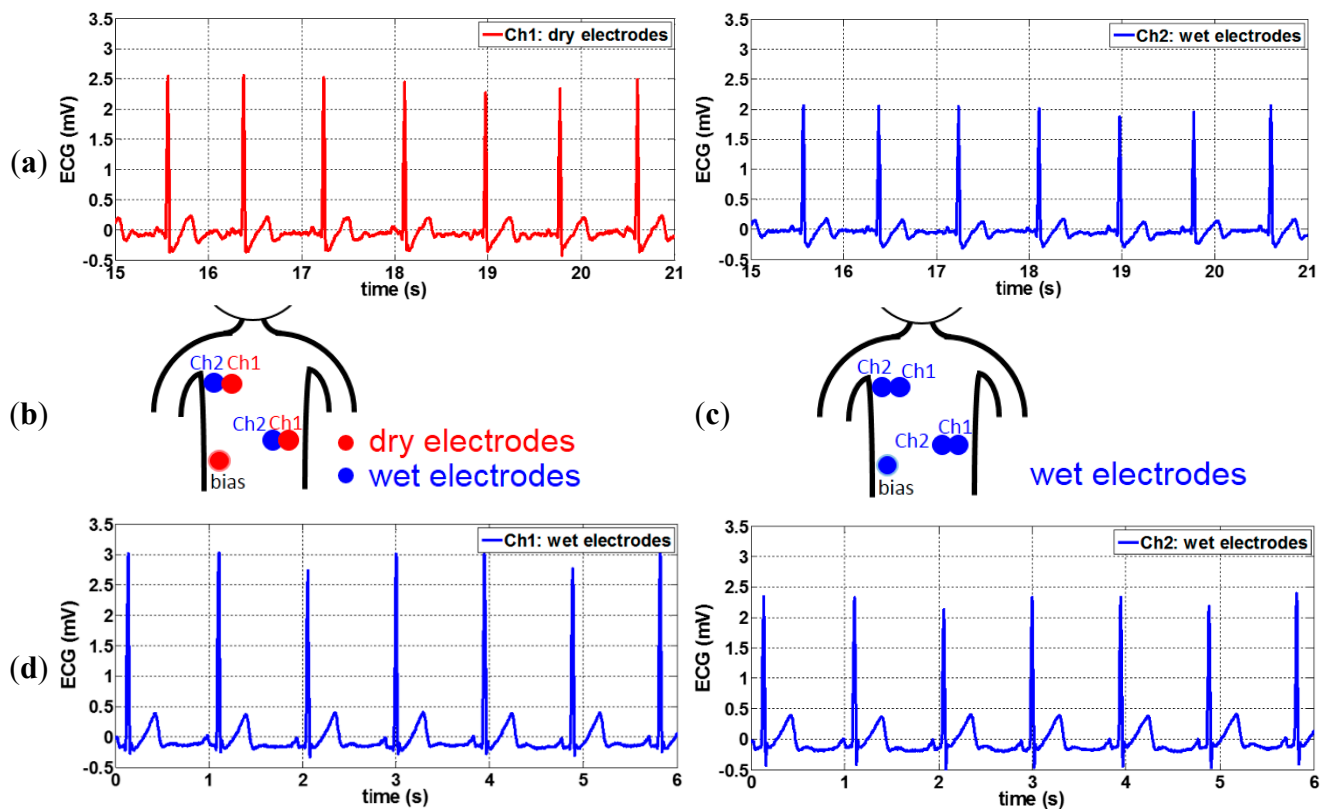 (a)
Ch1: dry electrodes
ECG (mV)
3.5
3
2.5
2
1.5
1
0.5
0
-0.5
15 16 17 18 19 20 21
time (s)
Ch2: wet electrodes
ECG (mV)
3.5
3
2.5
2
1.5
1
0.5
0
-0.5
15 16 17 18 19 20 21
time (s)
(b)
Ch2 Ch1
Ch2 Ch1
bias
dry electrodes
wet electrodes
(c)
Ch2 Ch1
Ch2 Ch1
bias
wet electrodes
(d)
Ch1: wet electrodes
ECG (mV)
3.5
3
2.5
2
1.5
1
0.5
0
-0.5
0 1 2 3 4 5 6
time (s)
Ch2: wet electrodes
ECG (mV)
3.5
3
2.5
2
1.5
1
0.5
0
-0.5
0 1 2 3 4 5 6
time (s)